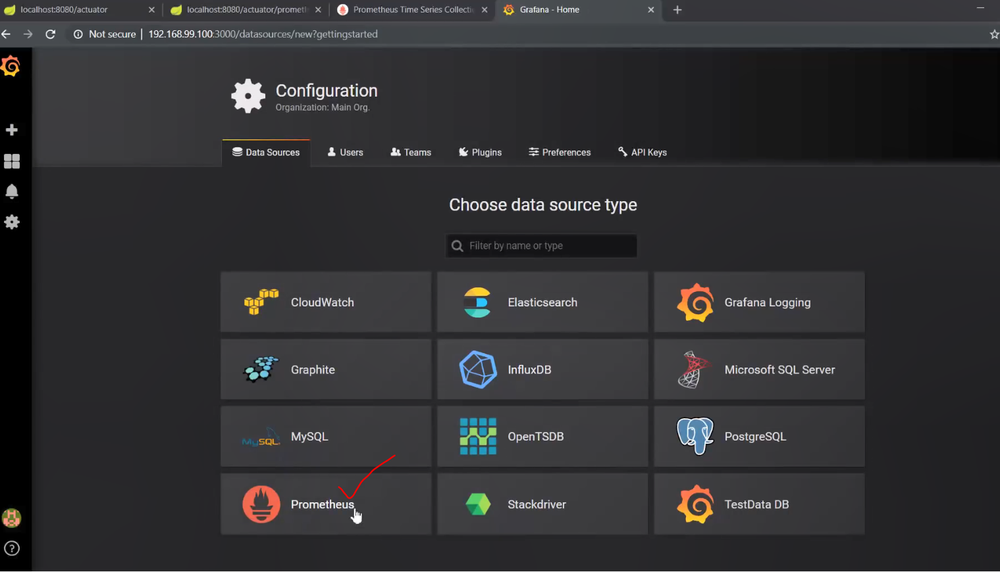 localhost:8080/actuator
localhost:8080/actuator/prometh
Prometheus Time Series Collecti
Grafana - Home
Not secure | 192.168.99.100:3000/datasources/new?gettingstarted
Configuration
Organization: Main Org.
Data Sources
Users
Teams
Plugins
Preferences
API Keys
Choose data source type
Filter by name or type
CloudWatch
Elasticsearch
Grafana Logging
Graphite
InfluxDB
Microsoft SQL Server
MySQL
MySQL
OpenTSDB
PostgreSQL
Prometheus
Stackdriver
TestData DB